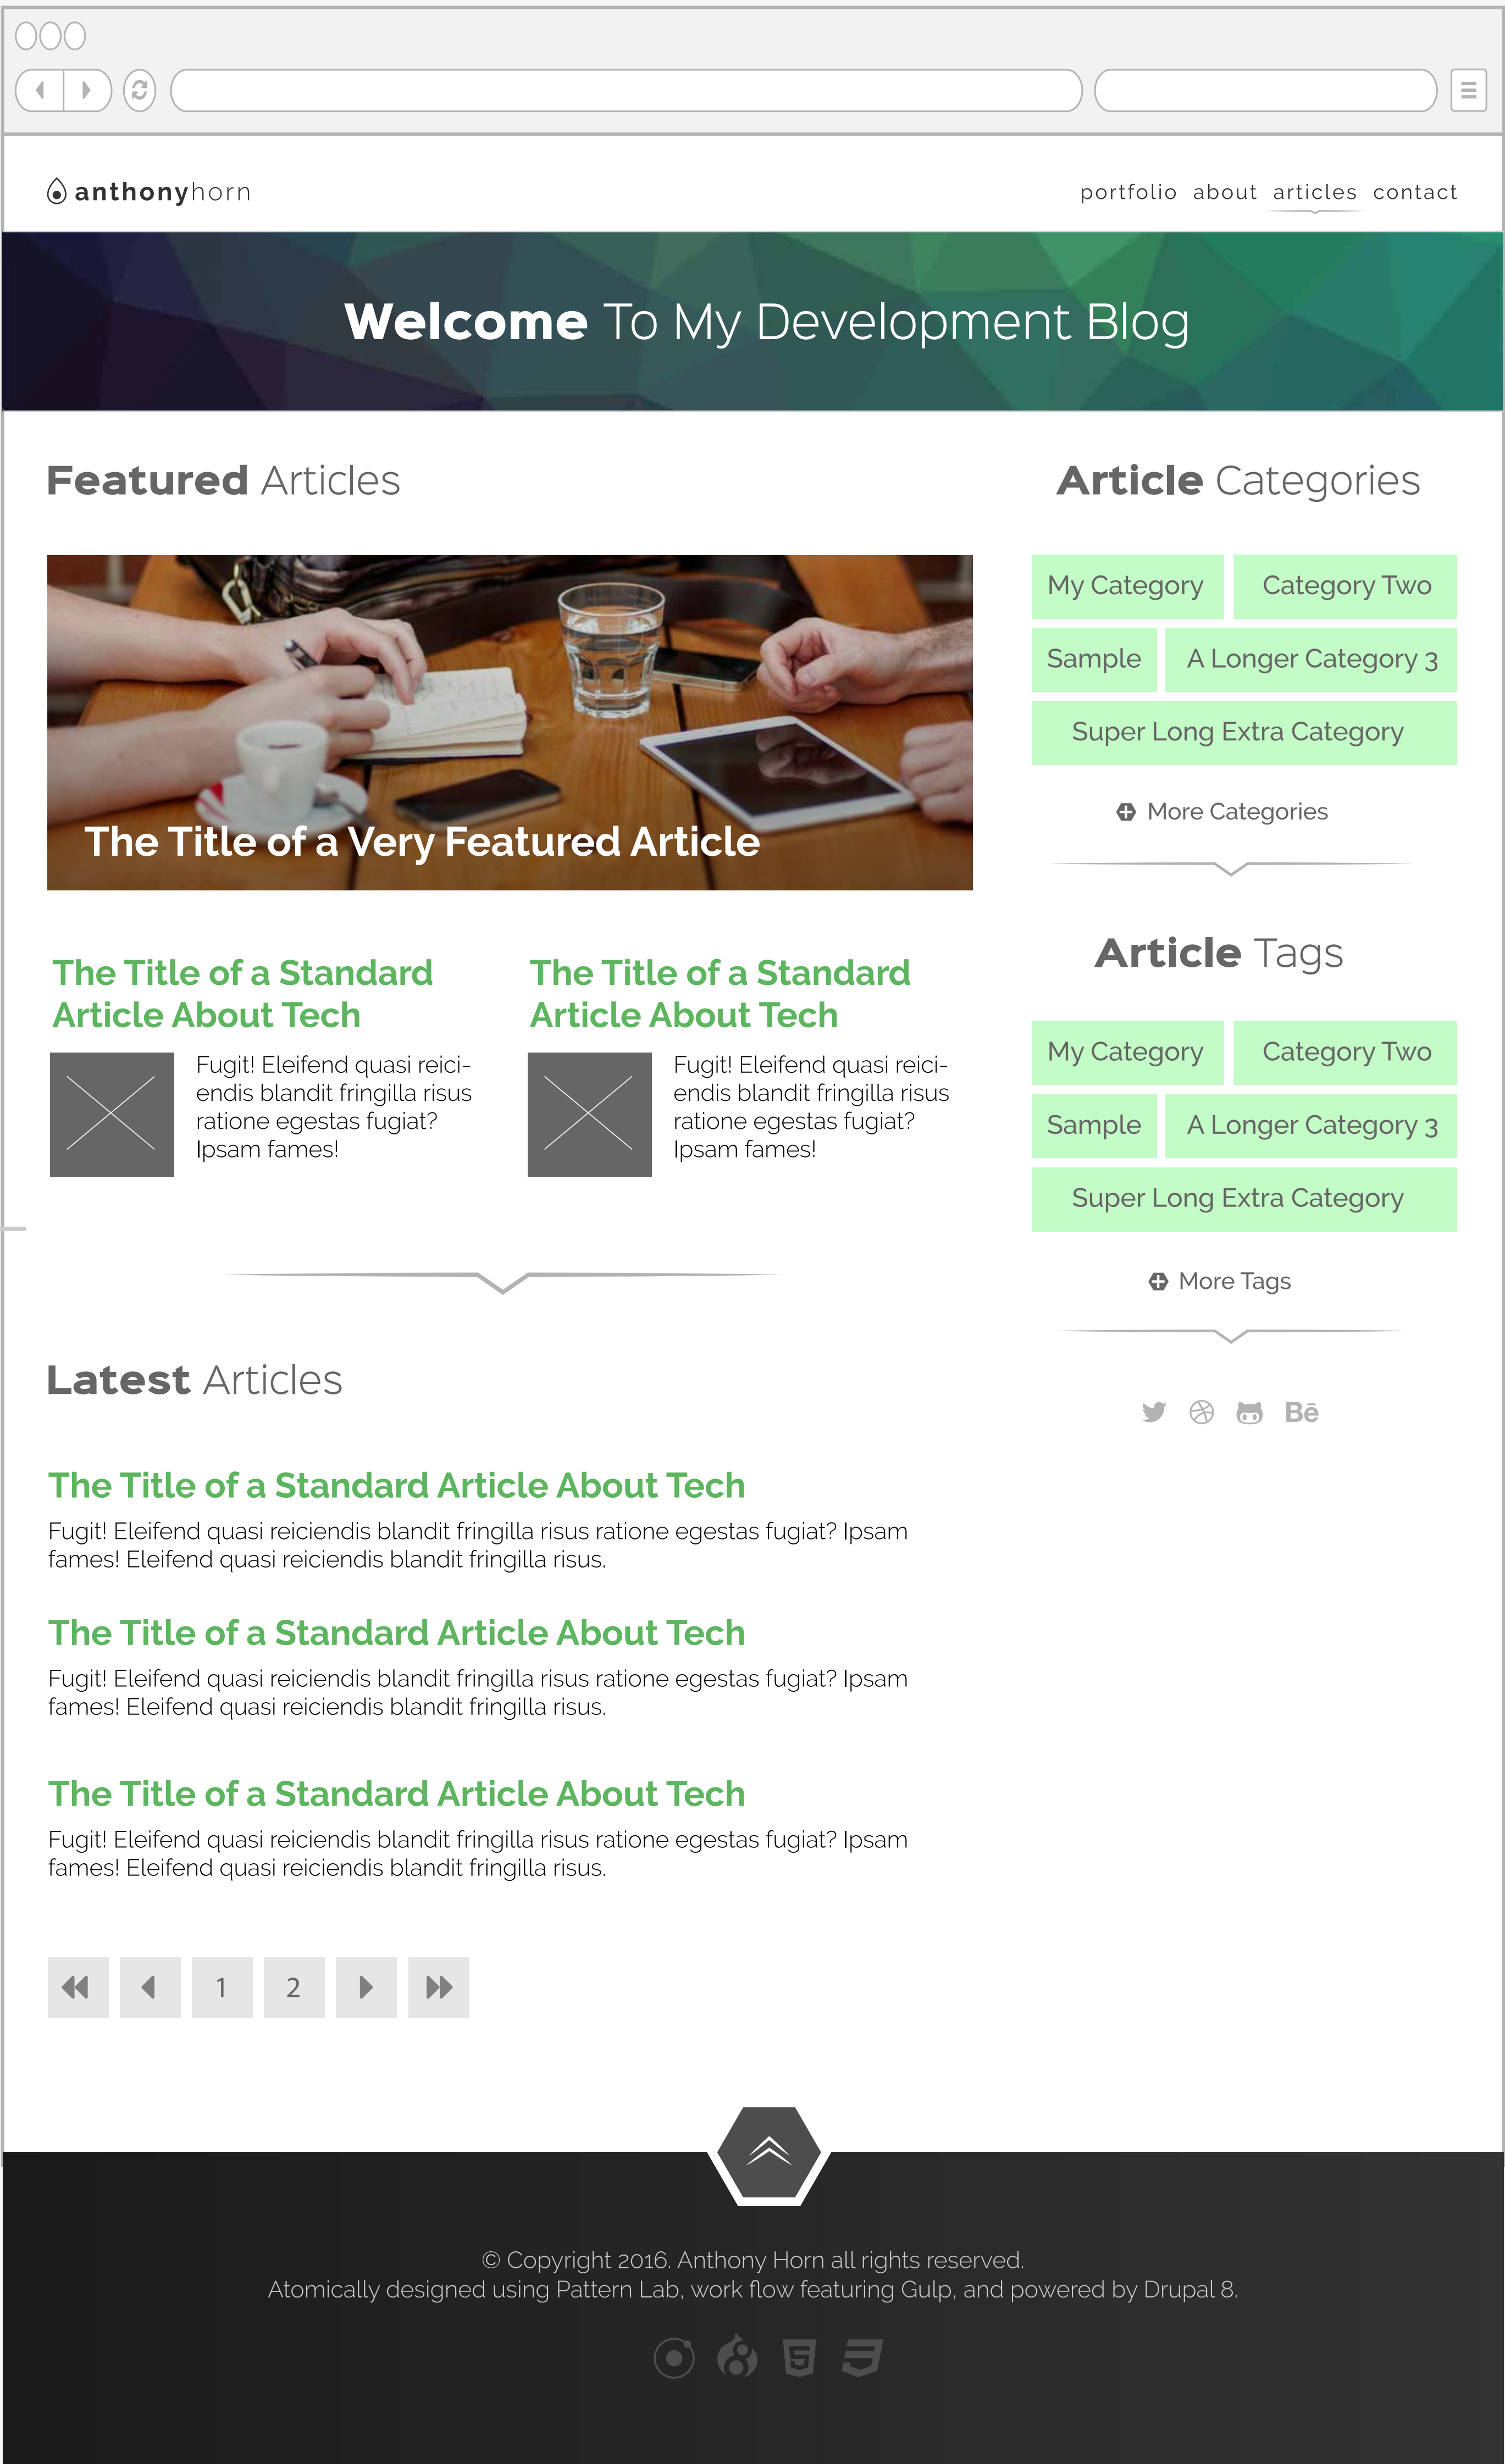 anthonyhorn
portfolio about articles contact
Welcome To My Development Blog
Featured Articles
The Title of a Very Featured Article
The Title of a Standard
Article About Tech
Fugit! Eleifend quasi reici-
endis blandit fringilla risus
ratione egestas fugiat?
Ipsam fames!
The Title of a Standard
Article About Tech
Fugit! Eleifend quasi reici-
endis blandit fringilla risus
ratione egestas fugiat?
Ipsam fames!
Latest Articles
The Title of a Standard Article About Tech
Fugit! Eleifend quasi reiciendis blandit fringilla risus ratione egestas fugiat? Ipsam
fames! Eleifend quasi reiciendis blandit fringilla risus.
The Title of a Standard Article About Tech
Fugit! Eleifend quasi reiciendis blandit fringilla risus ratione egestas fugiat? Ipsam
fames! Eleifend quasi reiciendis blandit fringilla risus.
The Title of a Standard Article About Tech
Fugit! Eleifend quasi reiciendis blandit fringilla risus ratione egestas fugiat? Ipsam
fames! Eleifend quasi reiciendis blandit fringilla risus.
1 2
Article Categories
My Category Category Two
Sample A Longer Category 3
Super Long Extra Category
More Categories
Article Tags
My Category Category Two
Sample A Longer Category 3
Super Long Extra Category
More Tags
Bē
© Copyright 2016. Anthony Horn all rights reserved.
Atomically designed using Pattern Lab, work flow featuring Gulp, and powered by Drupal 8.